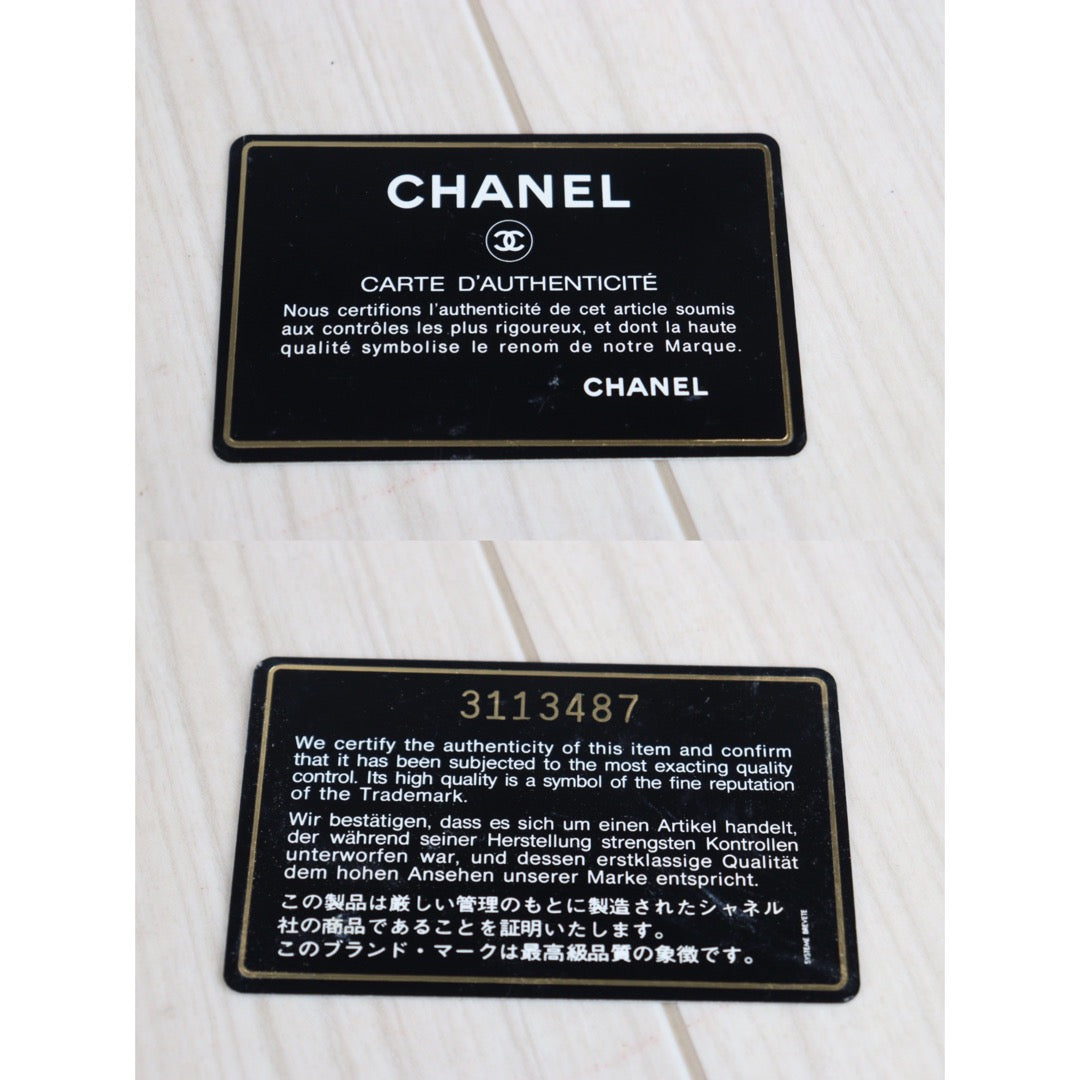 CHANEL
CARTE D'AUTHENTICITÉ
Nous certifions l'authenticité de cet article soumis
aux contrôles les plus rigoureux, et dont la haute
qualité symbolise le renom de notre Marque.
CHANEL
3113487
We certify the authenticity of this item and confirm
that it has been subjected to the most exacting quality
control. Its high quality is a symbol of the fine reputation
of the Trademark.
Wir bestätigen, dass es sich um einen Artikel handelt,
der während seiner Herstellung strengsten Kontrollen
unterworfen war, und dessen erstklassige Qualität
dem hohen Ansehen unserer Marke entspricht.
この製品は厳しい管理のもとに製造されたシャネル
社の商品であることを証明いたします。
このブランド・マークは最高級品質の象徴です。
SYSTEME BREVETE